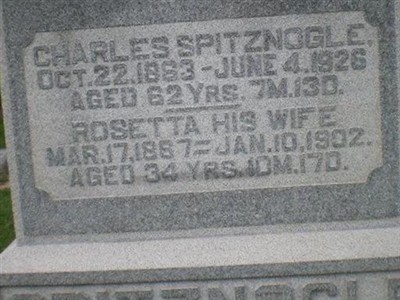 CHARLES SPITZNOGLE.
OCT. 22. 1863 - JUNE 4. 1926
AGED 62 YRS. 7M. 13D.
ROSETTA HIS WIFE
MAR. 17, 1867 = JAN. 10, 1902.
AGED 34 YRS. 10M. 17D.
SPITZNOGLE